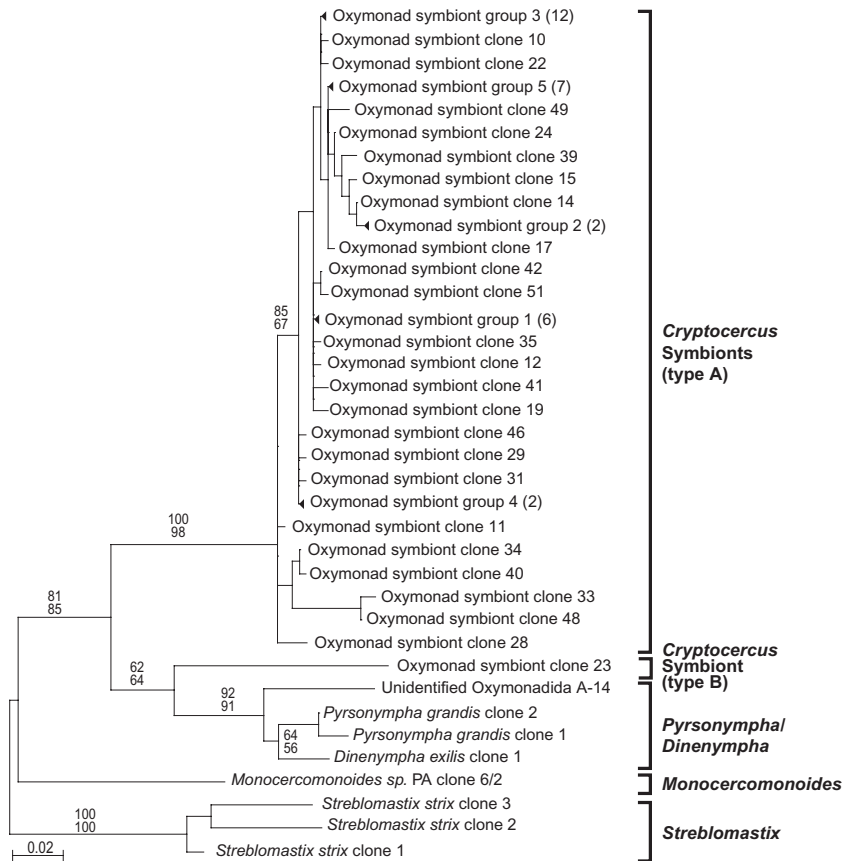 Oxymonad symbiont group 3 (12)
Oxymonad symbiont clone 10
Oxymonad symbiont clone 22
Oxymonad symbiont group 5 (7)
Oxymonad symbiont clone 49
Oxymonad symbiont clone 24
Oxymonad symbiont clone 39
Oxymonad symbiont clone 15
Oxymonad symbiont clone 14
Oxymonad symbiont group 2 (2)
Oxymonad symbiont clone 17
Oxymonad symbiont clone 42
Oxymonad symbiont clone 51
Oxymonad symbiont group 1 (6)
Oxymonad symbiont clone 35
Oxymonad symbiont clone 12
Oxymonad symbiont clone 41
Oxymonad symbiont clone 19
Oxymonad symbiont clone 46
Oxymonad symbiont clone 29
Oxymonad symbiont clone 31
Oxymonad symbiont group 4 (2)
Oxymonad symbiont clone 11
Oxymonad symbiont clone 34
Oxymonad symbiont clone 40
Oxymonad symbiont clone 33
Oxymonad symbiont clone 48
Oxymonad symbiont clone 28
Oxymonad symbiont clone 23
Unidentified Oxymonadida A-14
Pyrsonympha grandis clone 2
Pyrsonympha grandis clone 1
Dinenympha exilis clone 1
Monocercomonoides sp. PA clone 6/2
Streblomastix strix clone 3
Streblomastix strix clone 2
Streblomastix strix clone 1
85
67
100
98
81
85
62
64
92
91
64
56
100
100
0.02
Cryptocercus
Symbionts
(type A)
Cryptocercus
Symbiont
(type B)
Pyrsonympha/
Dinenympha
Monocercomonoides
Streblomastix